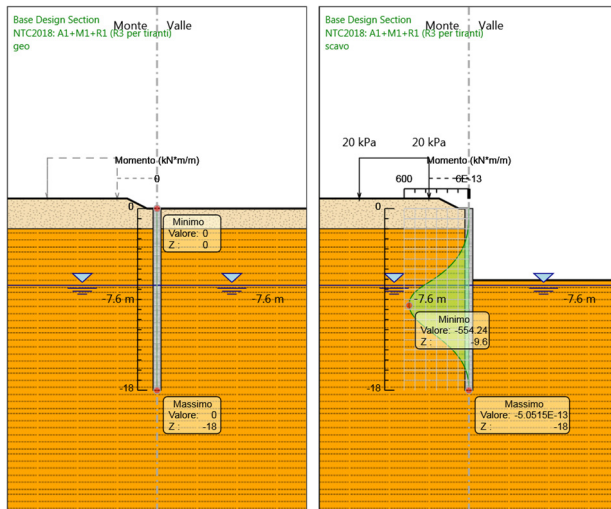 Base Design Section
NTC2018: A1+M1+R1 (R3 per tiranti)
geo
Monte
Valle
Momento (kN*m/m)
0
0
Minimo
Valore: 0
Z : 0
-7.6 m
-7.6 m
-18
Massimo
Valore: 0
Z : -18
Base Design Section
NTC2018: A1+M1+R1 (R3 per tiranti)
scavo
Monte
Valle
20 kPa
20 kPa
Momento (kN*m/m)
600
6E-13
0
-7.6 m
-7.6 m
Minimo
Valore: -554.24
Z : -9.6
-18
Massimo
Valore: -5.0515E-13
Z : -18